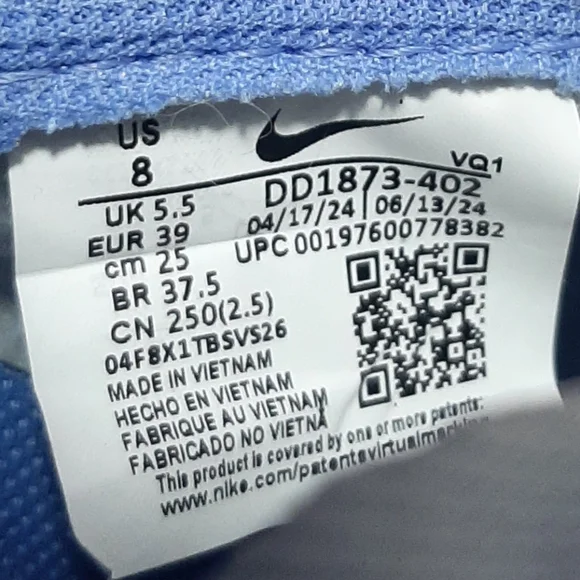 US
8
VQ1
DD1873-402
04/17/24 | 06/13/24
UPC 00197600778382
UK 5.5
EUR 39
cm 25
BR 37.5
CN 250(2.5)
04F8X1TBSVS26
MADE IN VIETNAM
HECHO EN VIETNAM
FABRIQUE AU VIETNAM
FABRICADO NO VIETNÃ
This product is covered by one or more patents:
www.nike.com/patentsvirtualmarking